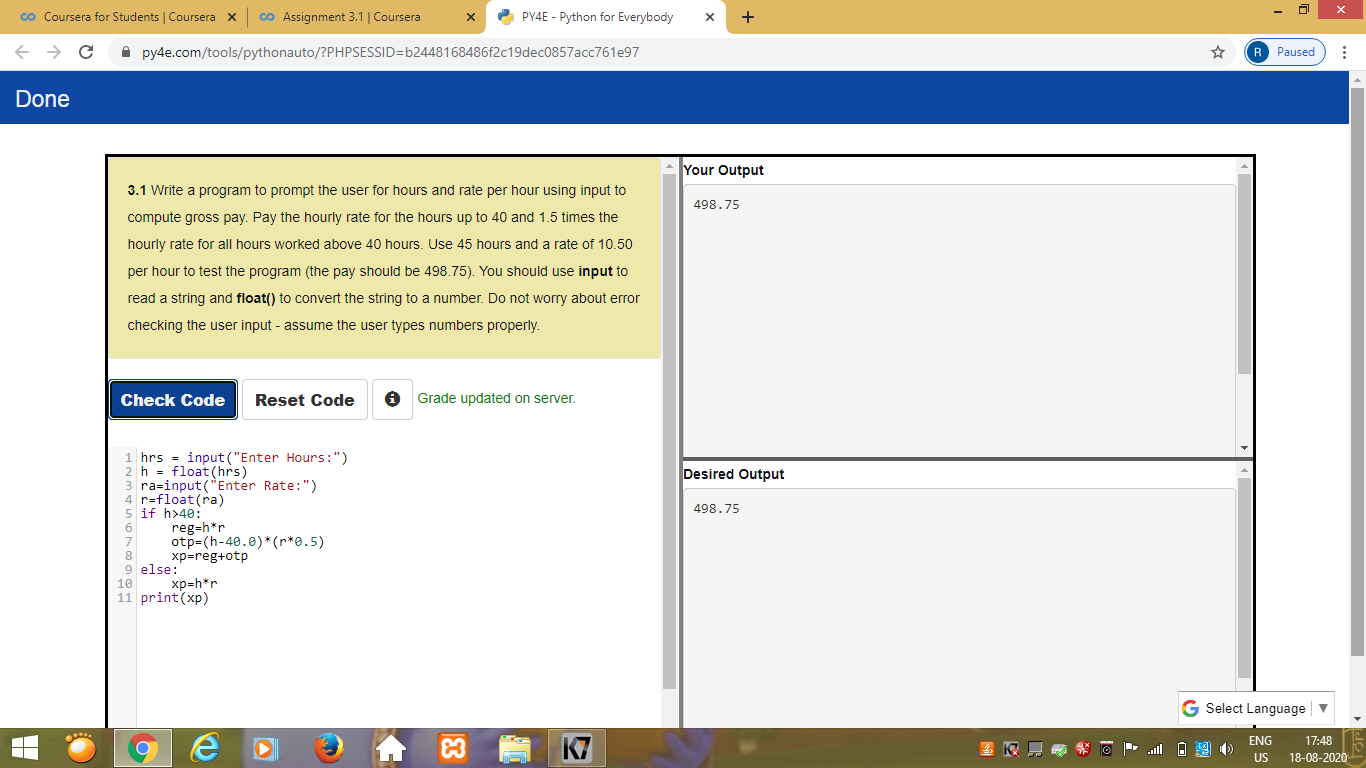 Coursera for Students | Coursera
Assignment 3.1 | Coursera
PY4E - Python for Everybody
py4e.com/tools/pythonauto/?PHPSESSID=b2448168486f2c19dec0857acc761e97
R Paused
Done
3.1 Write a program to prompt the user for hours and rate per hour using input to
compute gross pay. Pay the hourly rate for the hours up to 40 and 1.5 times the
hourly rate for all hours worked above 40 hours. Use 45 hours and a rate of 10.50
per hour to test the program (the pay should be 498.75). You should use input to
read a string and float() to convert the string to a number. Do not worry about error
checking the user input - assume the user types numbers properly.
Check Code
Reset Code
Grade updated on server.
1 hrs = input("Enter Hours:")
2 h = float(hrs)
3 ra=input("Enter Rate:")
4 r=float(ra)
5 if h>40:
6     reg=h*r
7     otp=(h-40.0)*(r*0.5)
8     xp=reg+otp
9 else:
10     xp=h*r
11 print(xp)
Your Output
498.75
Desired Output
498.75
G Select Language ▼
K7
ENG
US
17:48
18-08-2020